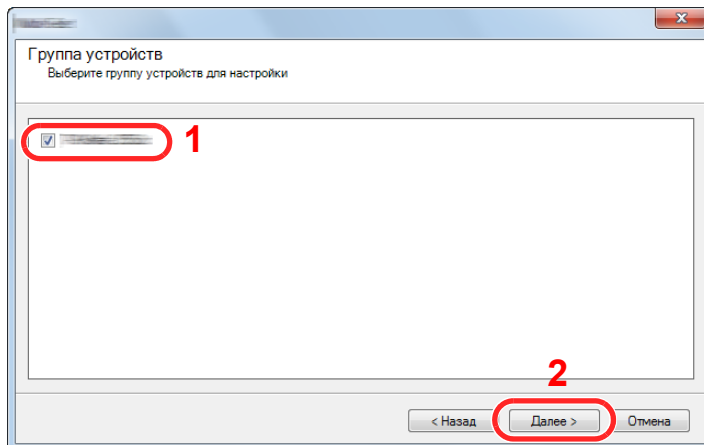 Группа устройств
Выберите группу устройств для настройки
1
2
< Назад
Далее >
Отмена